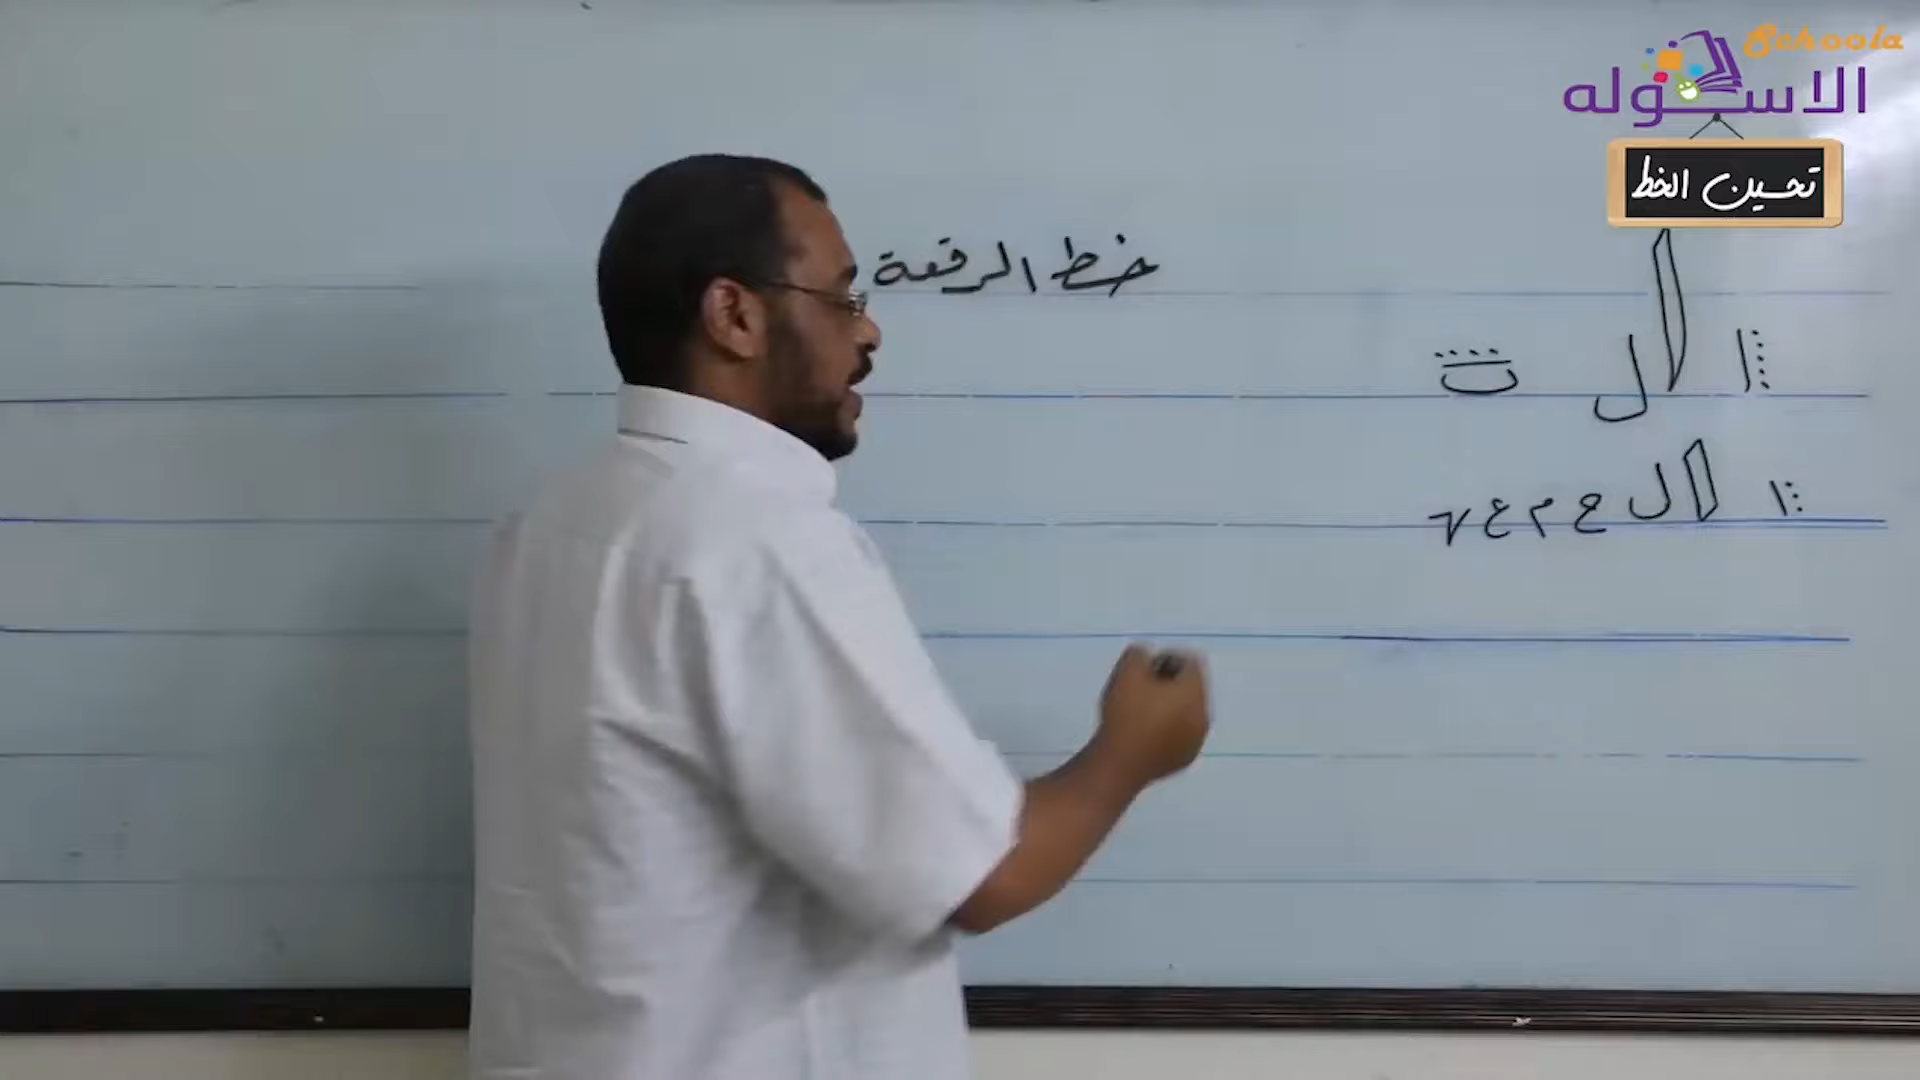 Schoola
الاسكوله
تحسين الخط
خط الرقعة
ا ل ت
ا ل ح م ع ﻬ